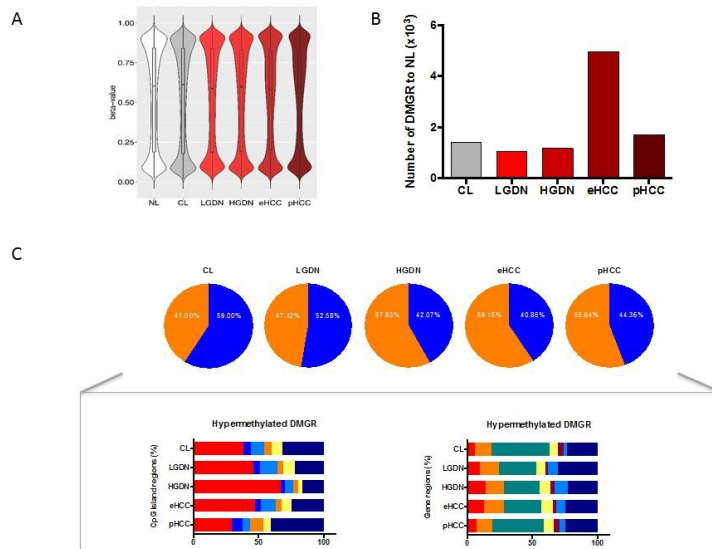 A
1.00
0.75
0.50
0.25
0.00
beta-value
NL CL LGDN HGDN eHCC pHCC
B
Number of DMGR to NL (x10³)
6
4
2
0
CL LGDN HGDN eHCC pHCC
C
CL LGDN HGDN eHCC pHCC
41.00% 59.00% 47.42% 52.58% 57.93% 42.07% 59.15% 40.85% 55.64% 44.36%
Hypermethylated DMGR
CpG Island regions (%)
CL
LGDN
HGDN
eHCC
pHCC
0 50 100
Hypermethylated DMGR
Gene regions (%)
CL
LGDN
HGDN
eHCC
pHCC
0 50 100